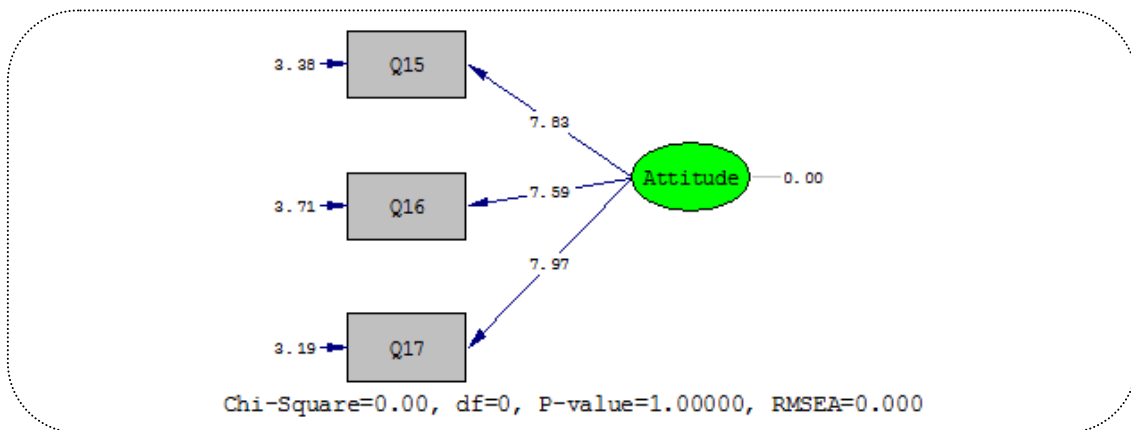 3.38
Q15
7.83
Attitude
0.00
3.71
Q16
7.59
7.97
3.19
Q17
Chi-Square=0.00, df=0, P-value=1.00000, RMSEA=0.000